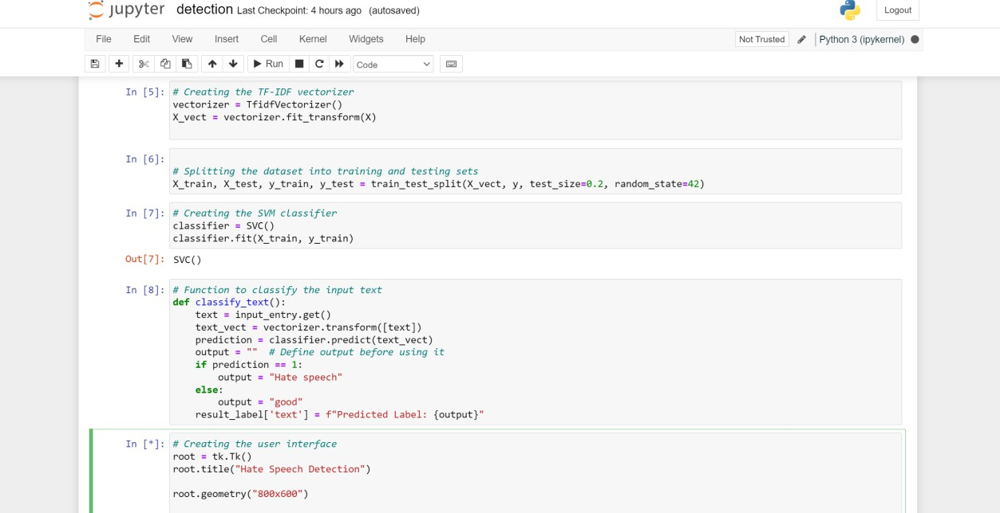 jupyter detection Last Checkpoint: 4 hours ago (autosaved) Logout
File Edit View Insert Cell Kernel Widgets Help Not Trusted Python 3 (ipykernel)
Run Code
In [5]: # Creating the TF-IDF vectorizer
vectorizer = TfidfVectorizer()
X_vect = vectorizer.fit_transform(X)
In [6]:
# Splitting the dataset into training and testing sets
X_train, X_test, y_train, y_test = train_test_split(X_vect, y, test_size=0.2, random_state=42)
In [7]: # Creating the SVM classifier
classifier = SVC()
classifier.fit(X_train, y_train)
Out[7]: SVC()
In [8]: # Function to classify the input text
def classify_text():
    text = input_entry.get()
    text_vect = vectorizer.transform([text])
    prediction = classifier.predict(text_vect)
    output = ""  # Define output before using it
    if prediction == 1:
        output = "Hate speech"
    else:
        output = "good"
    result_label['text'] = f"Predicted Label: {output}"
In [*]: # Creating the user interface
root = tk.Tk()
root.title("Hate Speech Detection")
root.geometry("800x600")